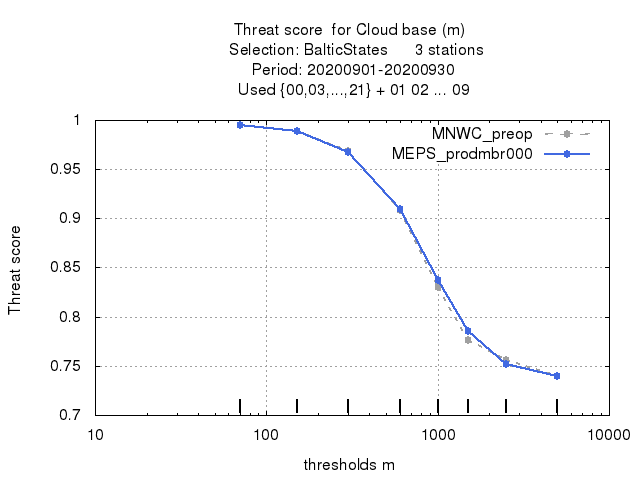 Threat score for Cloud base (m)
Selection: BalticStates 3 stations
Period: 20200901-20200930
Used {00,03,...,21} + 01 02 ... 09
MNWC_preop
MEPS_prodmbr000
1
0.95
0.9
0.85
0.8
0.75
0.7
Threat score
10 100 1000 10000
thresholds m